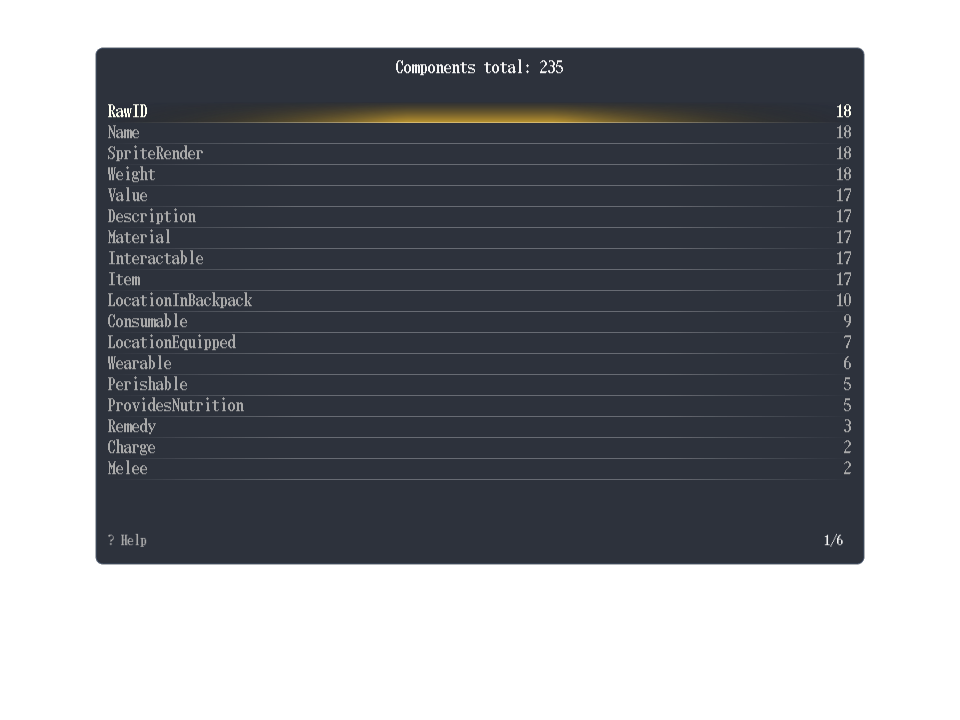 Components total: 235
RawID 18
Name 18
SpriteRender 18
Weight 18
Value 17
Description 17
Material 17
Interactable 17
Item 17
LocationInBackpack 10
Consumable 9
LocationEquipped 7
Wearable 6
Perishable 5
ProvidesNutrition 5
Remedy 3
Charge 2
Melee 2
? Help 1/6